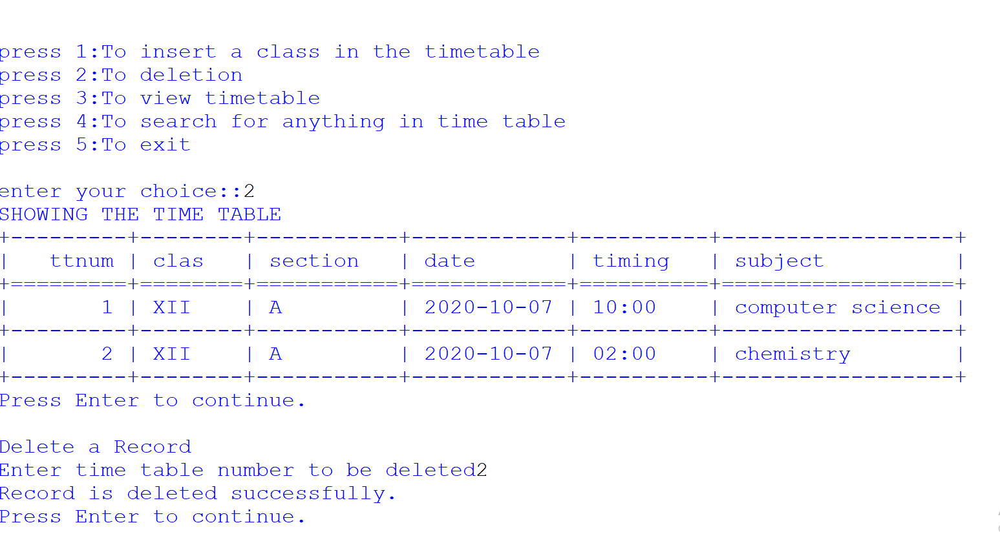 press 1:To insert a class in the timetable
press 2:To deletion
press 3:To view timetable
press 4:To search for anything in time table
press 5:To exit
enter your choice::2
SHOWING THE TIME TABLE
+---------+--------+-----------+------------+----------+------------------+
|   ttnum | clas   | section   | date       | timing   | subject          |
+=========+========+===========+============+==========+==================+
|       1 | XII    | A         | 2020-10-07 | 10:00    | computer science |
+---------+--------+-----------+------------+----------+------------------+
|       2 | XII    | A         | 2020-10-07 | 02:00    | chemistry        |
+---------+--------+-----------+------------+----------+------------------+
Press Enter to continue.
Delete a Record
Enter time table number to be deleted2
Record is deleted successfully.
Press Enter to continue.